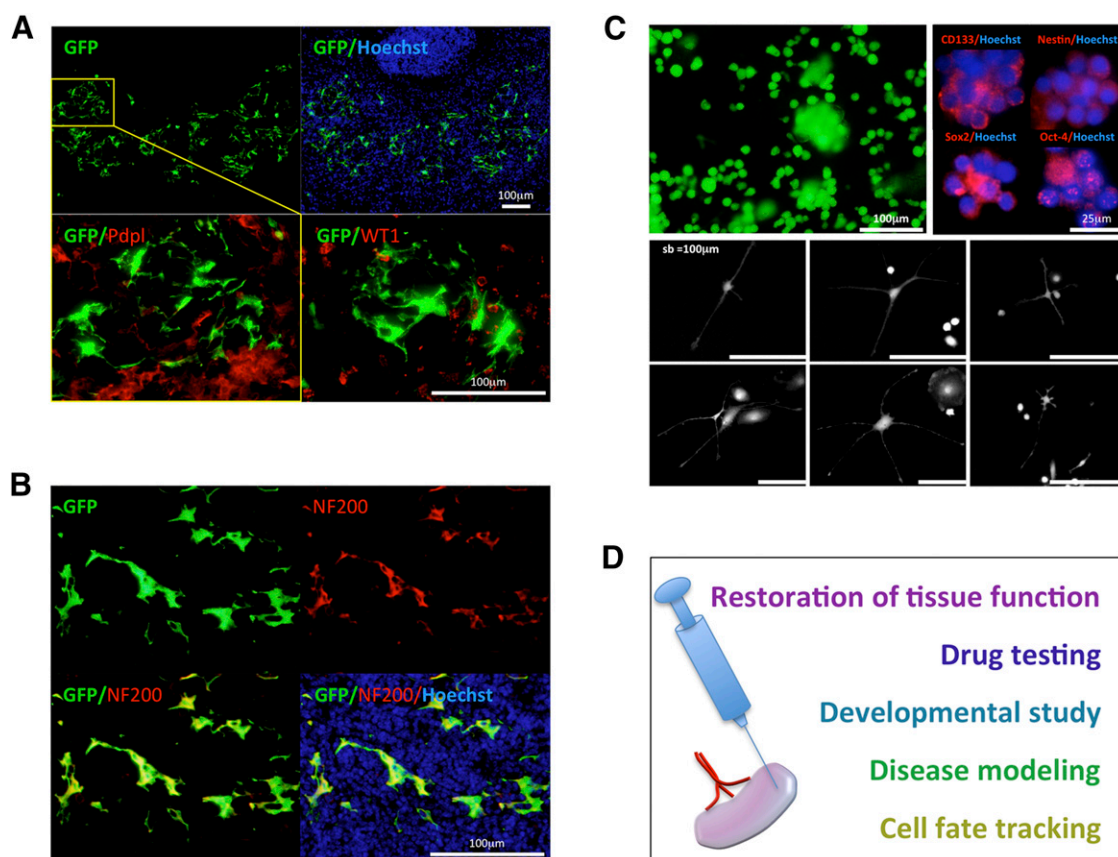 A
GFP
GFP/Hoechst
100μm
GFP/Pdpl
GFP/WT1
100μm
B
GFP
NF200
GFP/NF200
GFP/NF200/Hoechst
100μm
C
100μm
CD133/Hoechst
Nestin/Hoechst
Sox2/Hoechst
Oct-4/Hoechst
25μm
sb =100μm
D
Restoration of tissue function
Drug testing
Developmental study
Disease modeling
Cell fate tracking